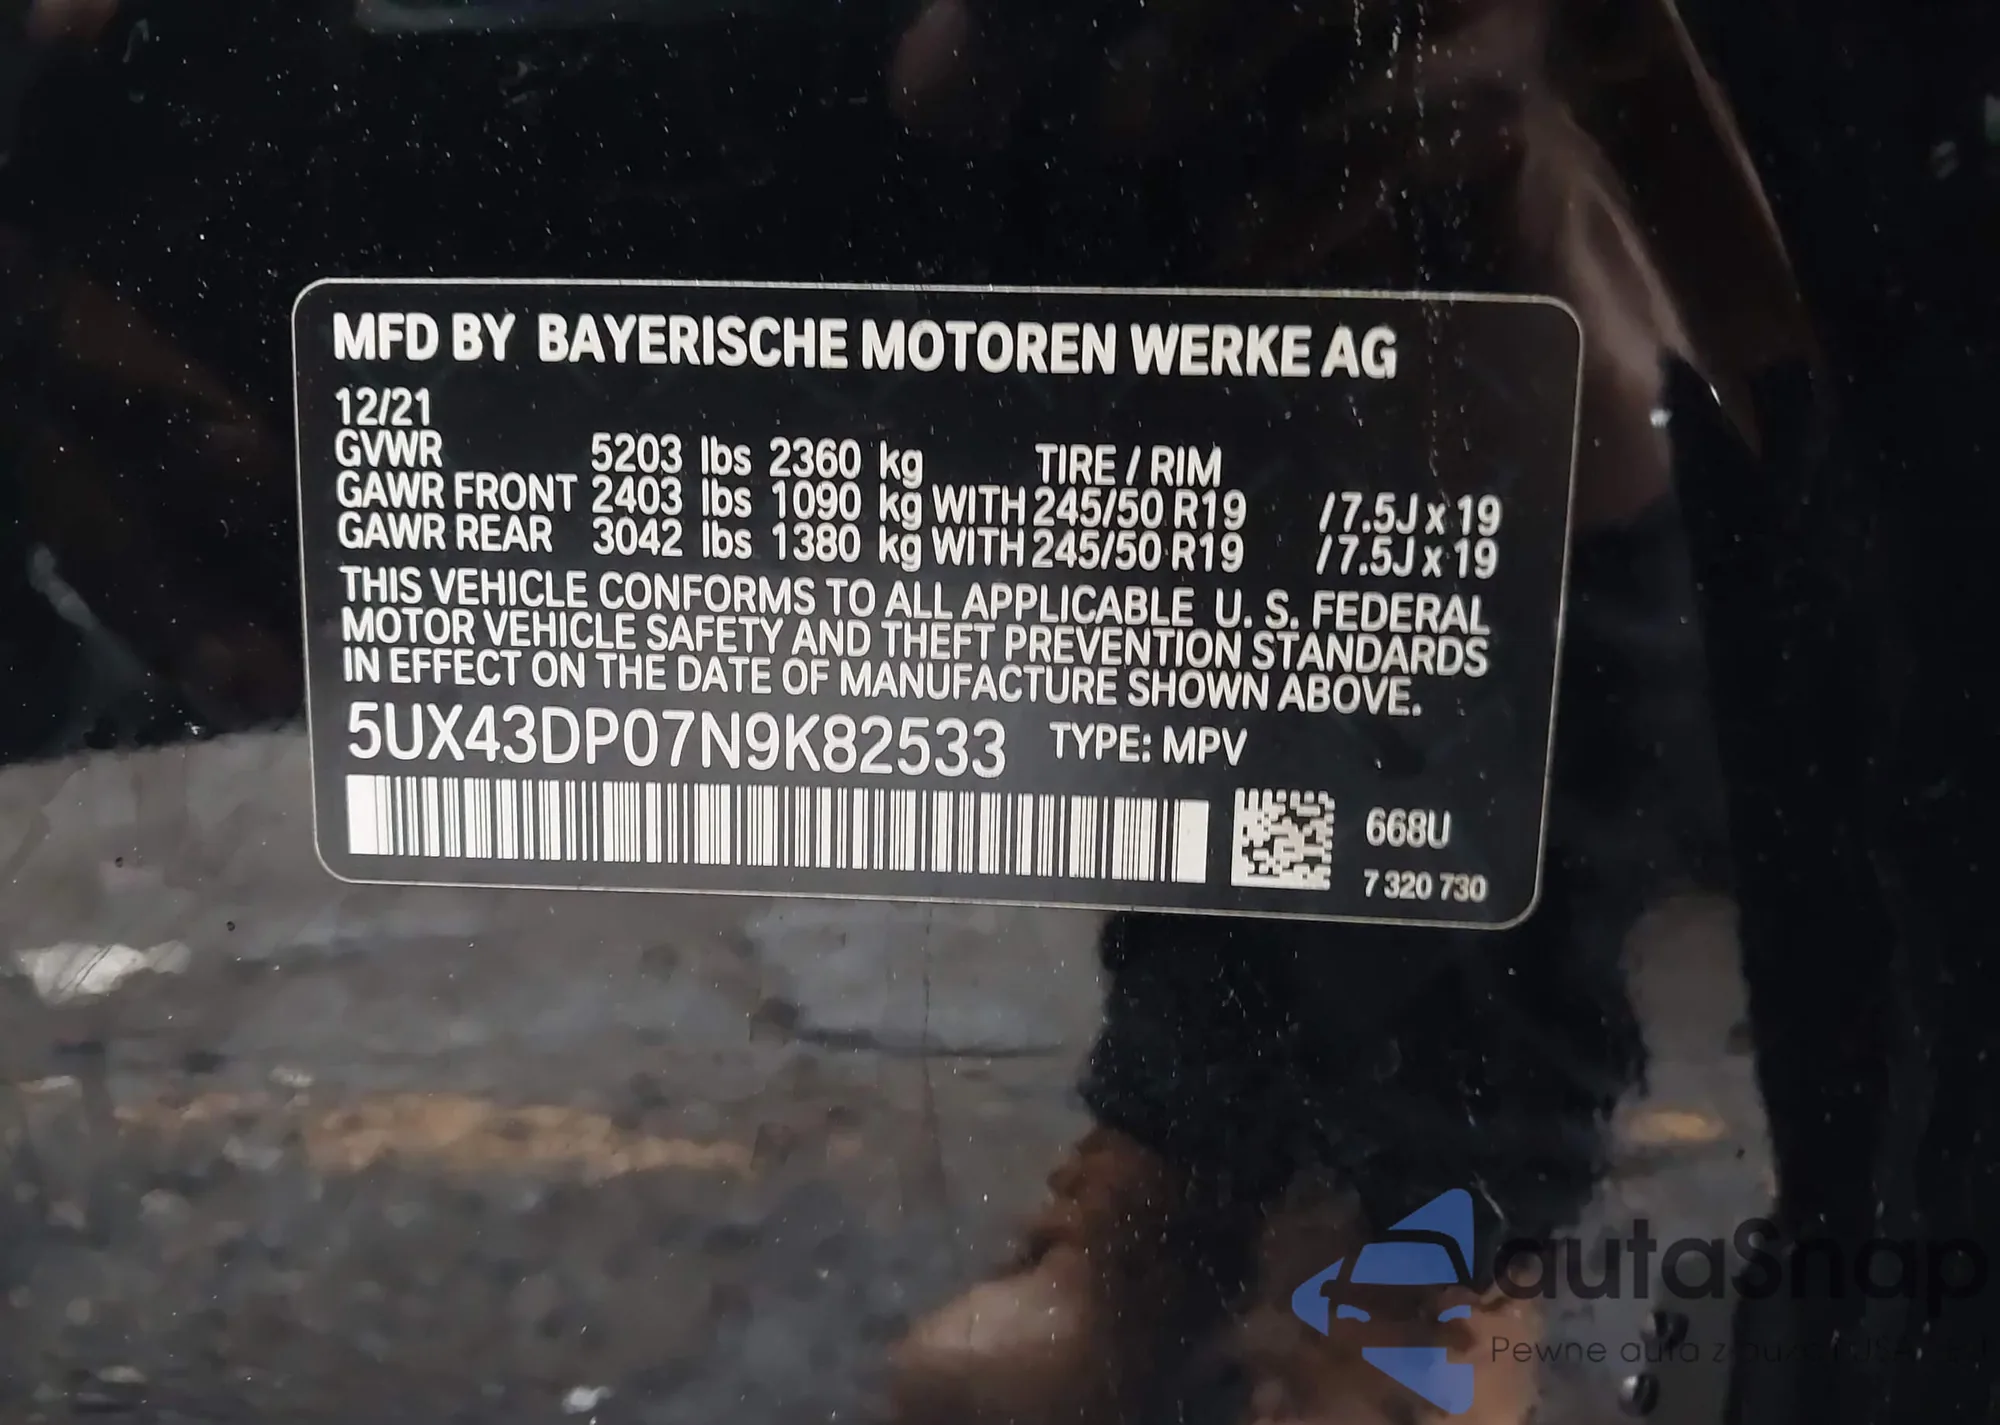 MFD BY BAYERISCHE MOTOREN WERKE AG
12/21
GVWR 5203 lbs 2360 kg TIRE / RIM
GAWR FRONT 2403 lbs 1090 kg WITH 245/50 R19 /7.5J x 19
GAWR REAR 3042 lbs 1380 kg WITH 245/50 R19 /7.5J x 19
THIS VEHICLE CONFORMS TO ALL APPLICABLE U. S. FEDERAL
MOTOR VEHICLE SAFETY AND THEFT PREVENTION STANDARDS
IN EFFECT ON THE DATE OF MANUFACTURE SHOWN ABOVE.
5UX43DP07N9K82533 TYPE: MPV
668U
7 320 730
autaSnap
Pewne auta z